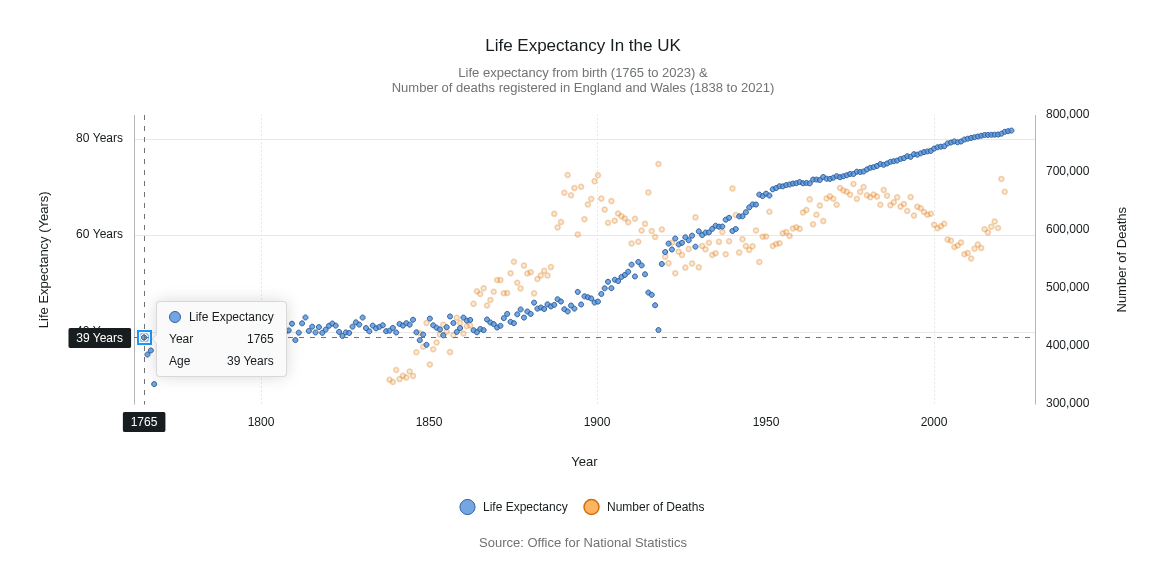 Life Expectancy In the UK
Life expectancy from birth (1765 to 2023) &
Number of deaths registered in England and Wales (1838 to 2021)
Life Expectancy (Years)
80 Years
60 Years
39 Years
Life Expectancy
Year 1765
Age 39 Years
800,000
700,000
600,000
500,000
400,000
300,000
Number of Deaths
1765 1800 1850 1900 1950 2000
Year
Life Expectancy Number of Deaths
Source: Office for National Statistics